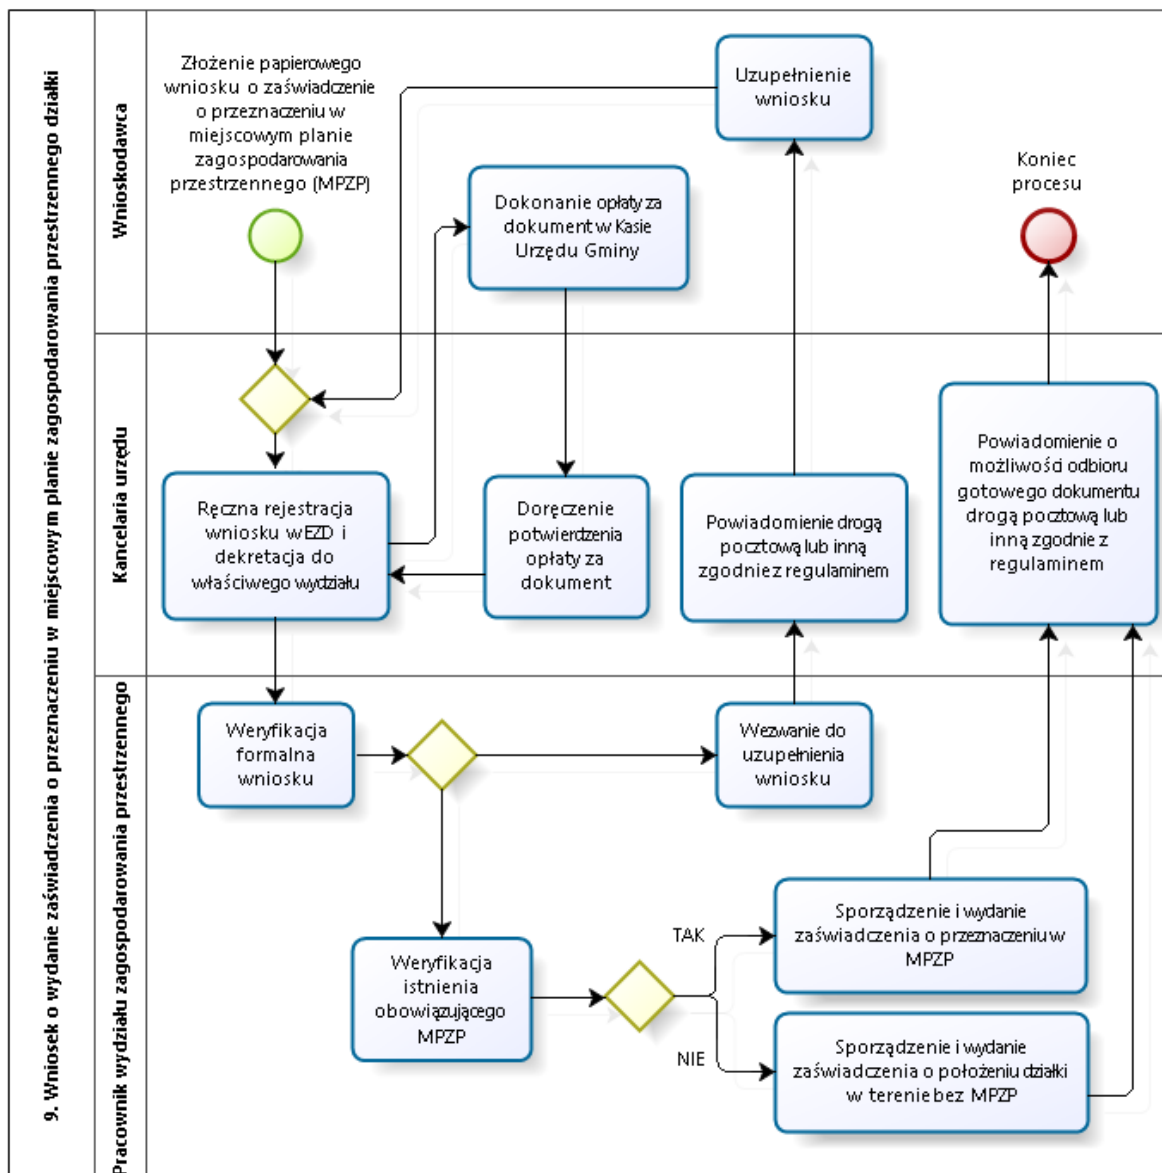 9. Wniosek o wydanie zaświadczenia o przeznaczeniu w miejscowym planie zagospodarowania przestrzennego działki
Wnioskodawca
Złożenie papierowego
wniosku o zaświadczenie
o przeznaczeniu w
miejscowym planie
zagospodarowania
przestrzennego (MPZP)
Uzupełnienie
wniosku
Dokonanie opłaty za
dokument w Kasie
Urzędu Gminy
Koniec
procesu
Kancelaria urzędu
Ręczna rejestracja
wniosku w EZD i
dekretacja do
właściwego wydziału
Doręczenie
potwierdzenia
opłaty za
dokument
Powiadomienie drogą
pocztową lub inną
zgodnie z regulaminem
Powiadomienie o
możliwości odbioru
gotowego dokumentu
drogą pocztową lub
inną zgodnie z
regulaminem
Pracownik wydziału zagospodarowania przestrzennego
Weryfikacja
formalna
wniosku
Wezwanie do
uzupełnienia
wniosku
Weryfikacja
istnienia
obowiązującego
MPZP
TAK
Sporządzenie i wydanie
zaświadczenia o przeznaczeniu w
MPZP
NIE
Sporządzenie i wydanie
zaświadczenia o położeniu działki
w terenie bez MPZP